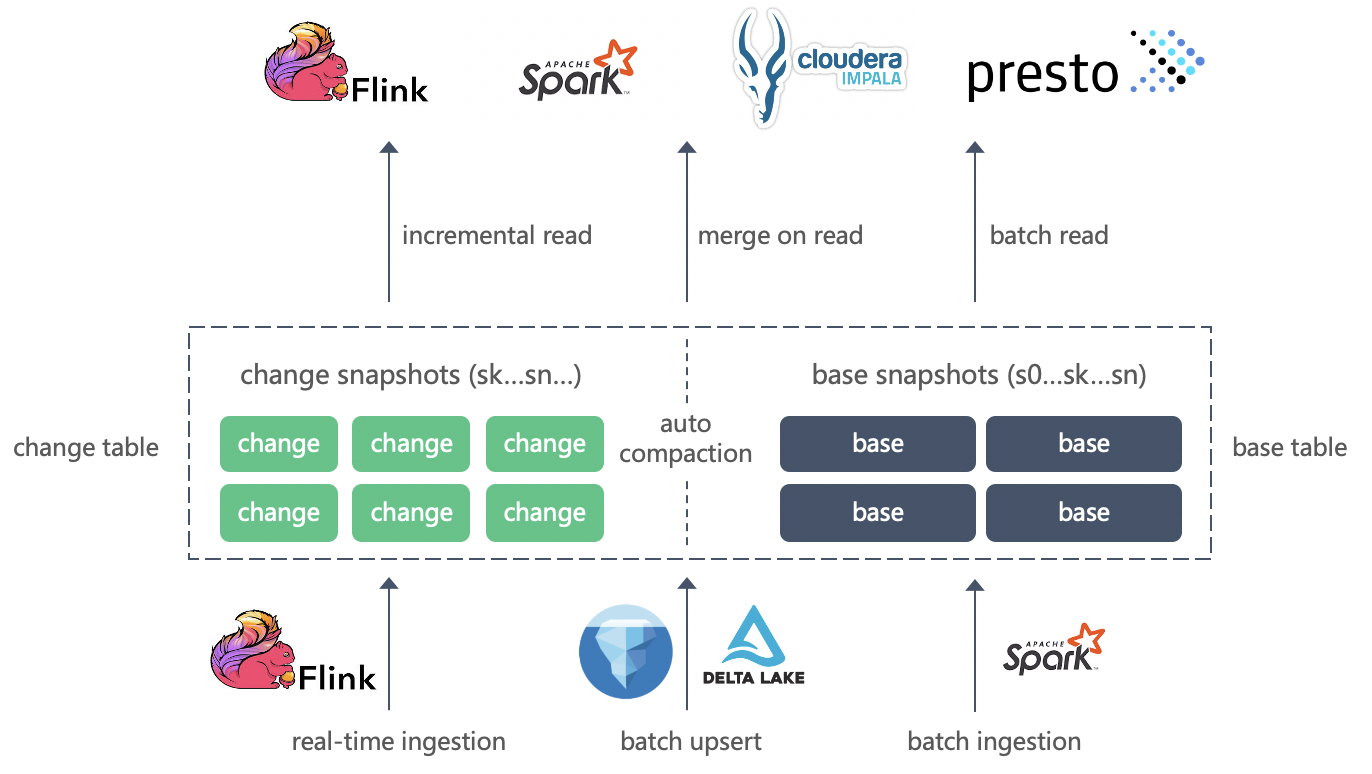 Flink
APACHE
Spark
TM
cloudera
IMPALA
presto
incremental read
merge on read
batch read
change snapshots (sk...sn...)
base snapshots (s0...sk...sn)
change table
change
change
change
auto
compaction
base
base
base table
change
change
change
base
base
Flink
DELTA LAKE
APACHE
Spark
TM
real-time ingestion
batch upsert
batch ingestion